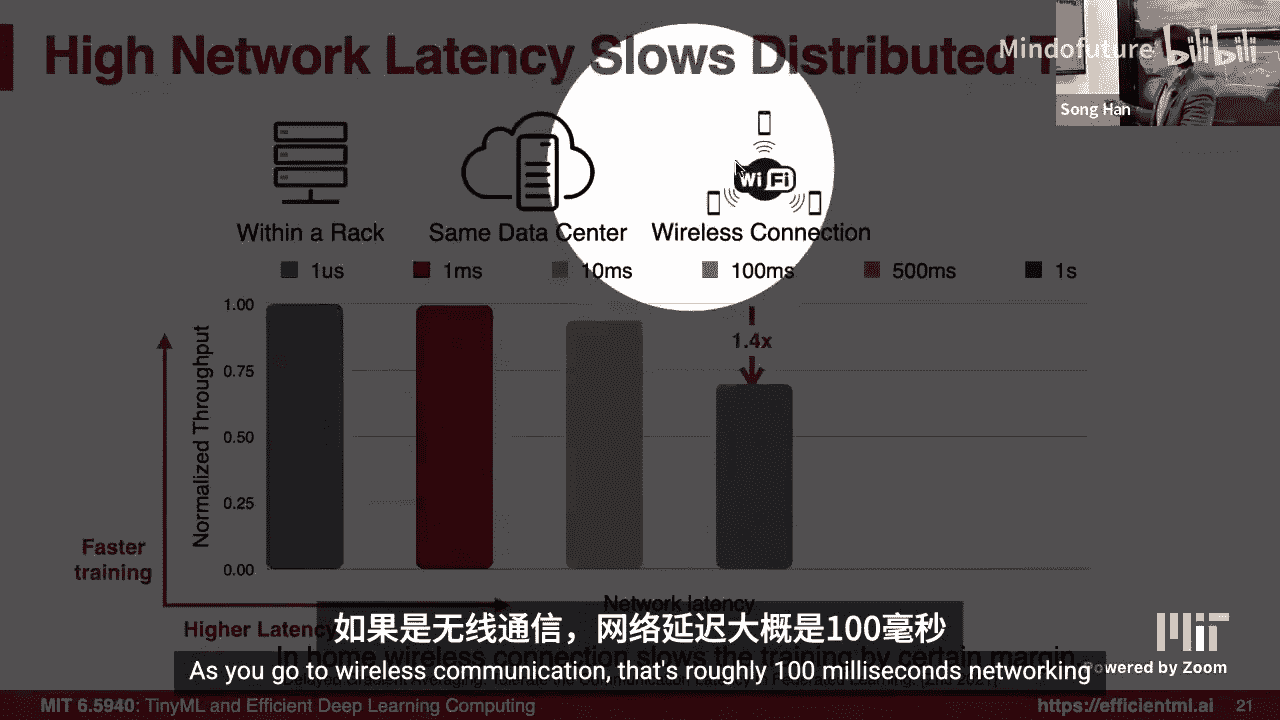 High Network Latency Slows Distributed T
Mindofuture bilibili
Song Han
WiFi
Within a Rack
Same Data Center
Wireless Connection
1us
1ms
10ms
100ms
500ms
1s
1.00
0.75
0.50
0.25
0.00
Normalized Throughput
1.4x
Faster
training
Network latency
Higher Latency
如果是无线通信，网络延迟大概是100毫秒
In home wireless connection slows the training by certain margin
As you go to wireless communication, that's roughly 100 milliseconds networking
MIT
Powered by Zoom
MIT 6.5940: TinyML and Efficient Deep Learning Computing
https://efficientml.ai
21